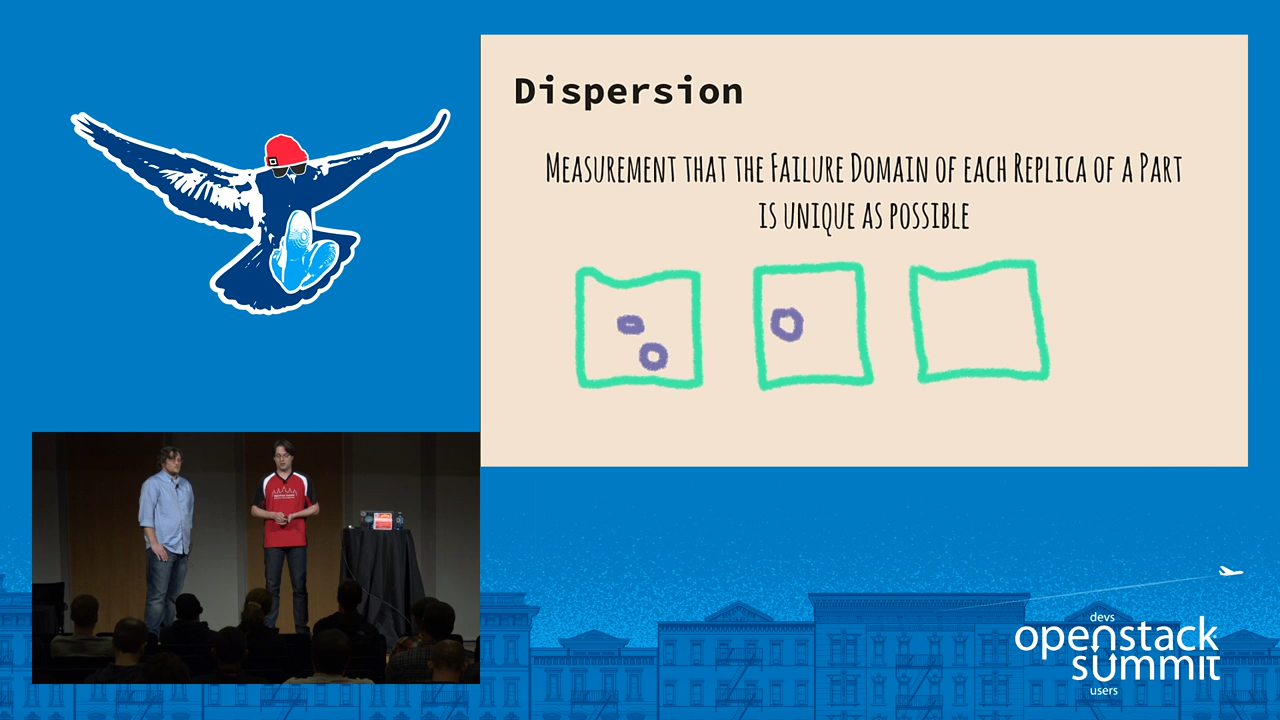 Dispersion
MEASUREMENT THAT THE FAILURE DOMAIN OF EACH REPLICA OF A PART
IS UNIQUE AS POSSIBLE
devs
openstack
summit
users